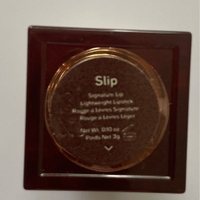 Slip
Signature Lip
Lightweight Lipstick
Rouge à Lèvres Signature
Rouge à Lèvres Léger
Net Wt. 0.10 oz
Poids Net 3g